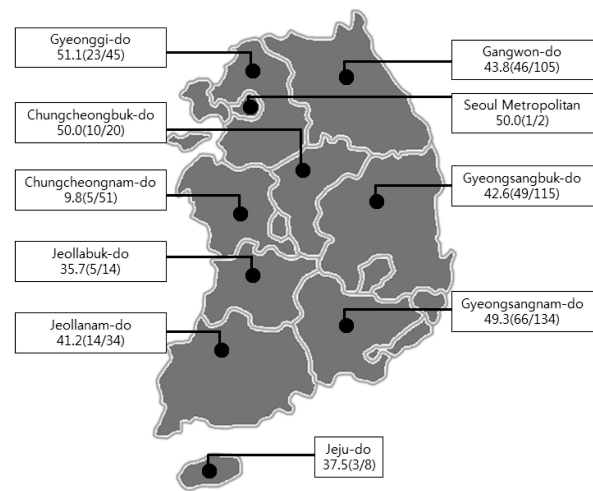 Gyeonggi-do
51.1(23/45)
Gangwon-do
43.8(46/105)
Chungcheongbuk-do
50.0(10/20)
Seoul Metropolitan
50.0(1/2)
Chungcheongnam-do
9.8(5/51)
Gyeongsangbuk-do
42.6(49/115)
Jeollabuk-do
35.7(5/14)
Jeollanam-do
41.2(14/34)
Gyeongsangnam-do
49.3(66/134)
Jeju-do
37.5(3/8)